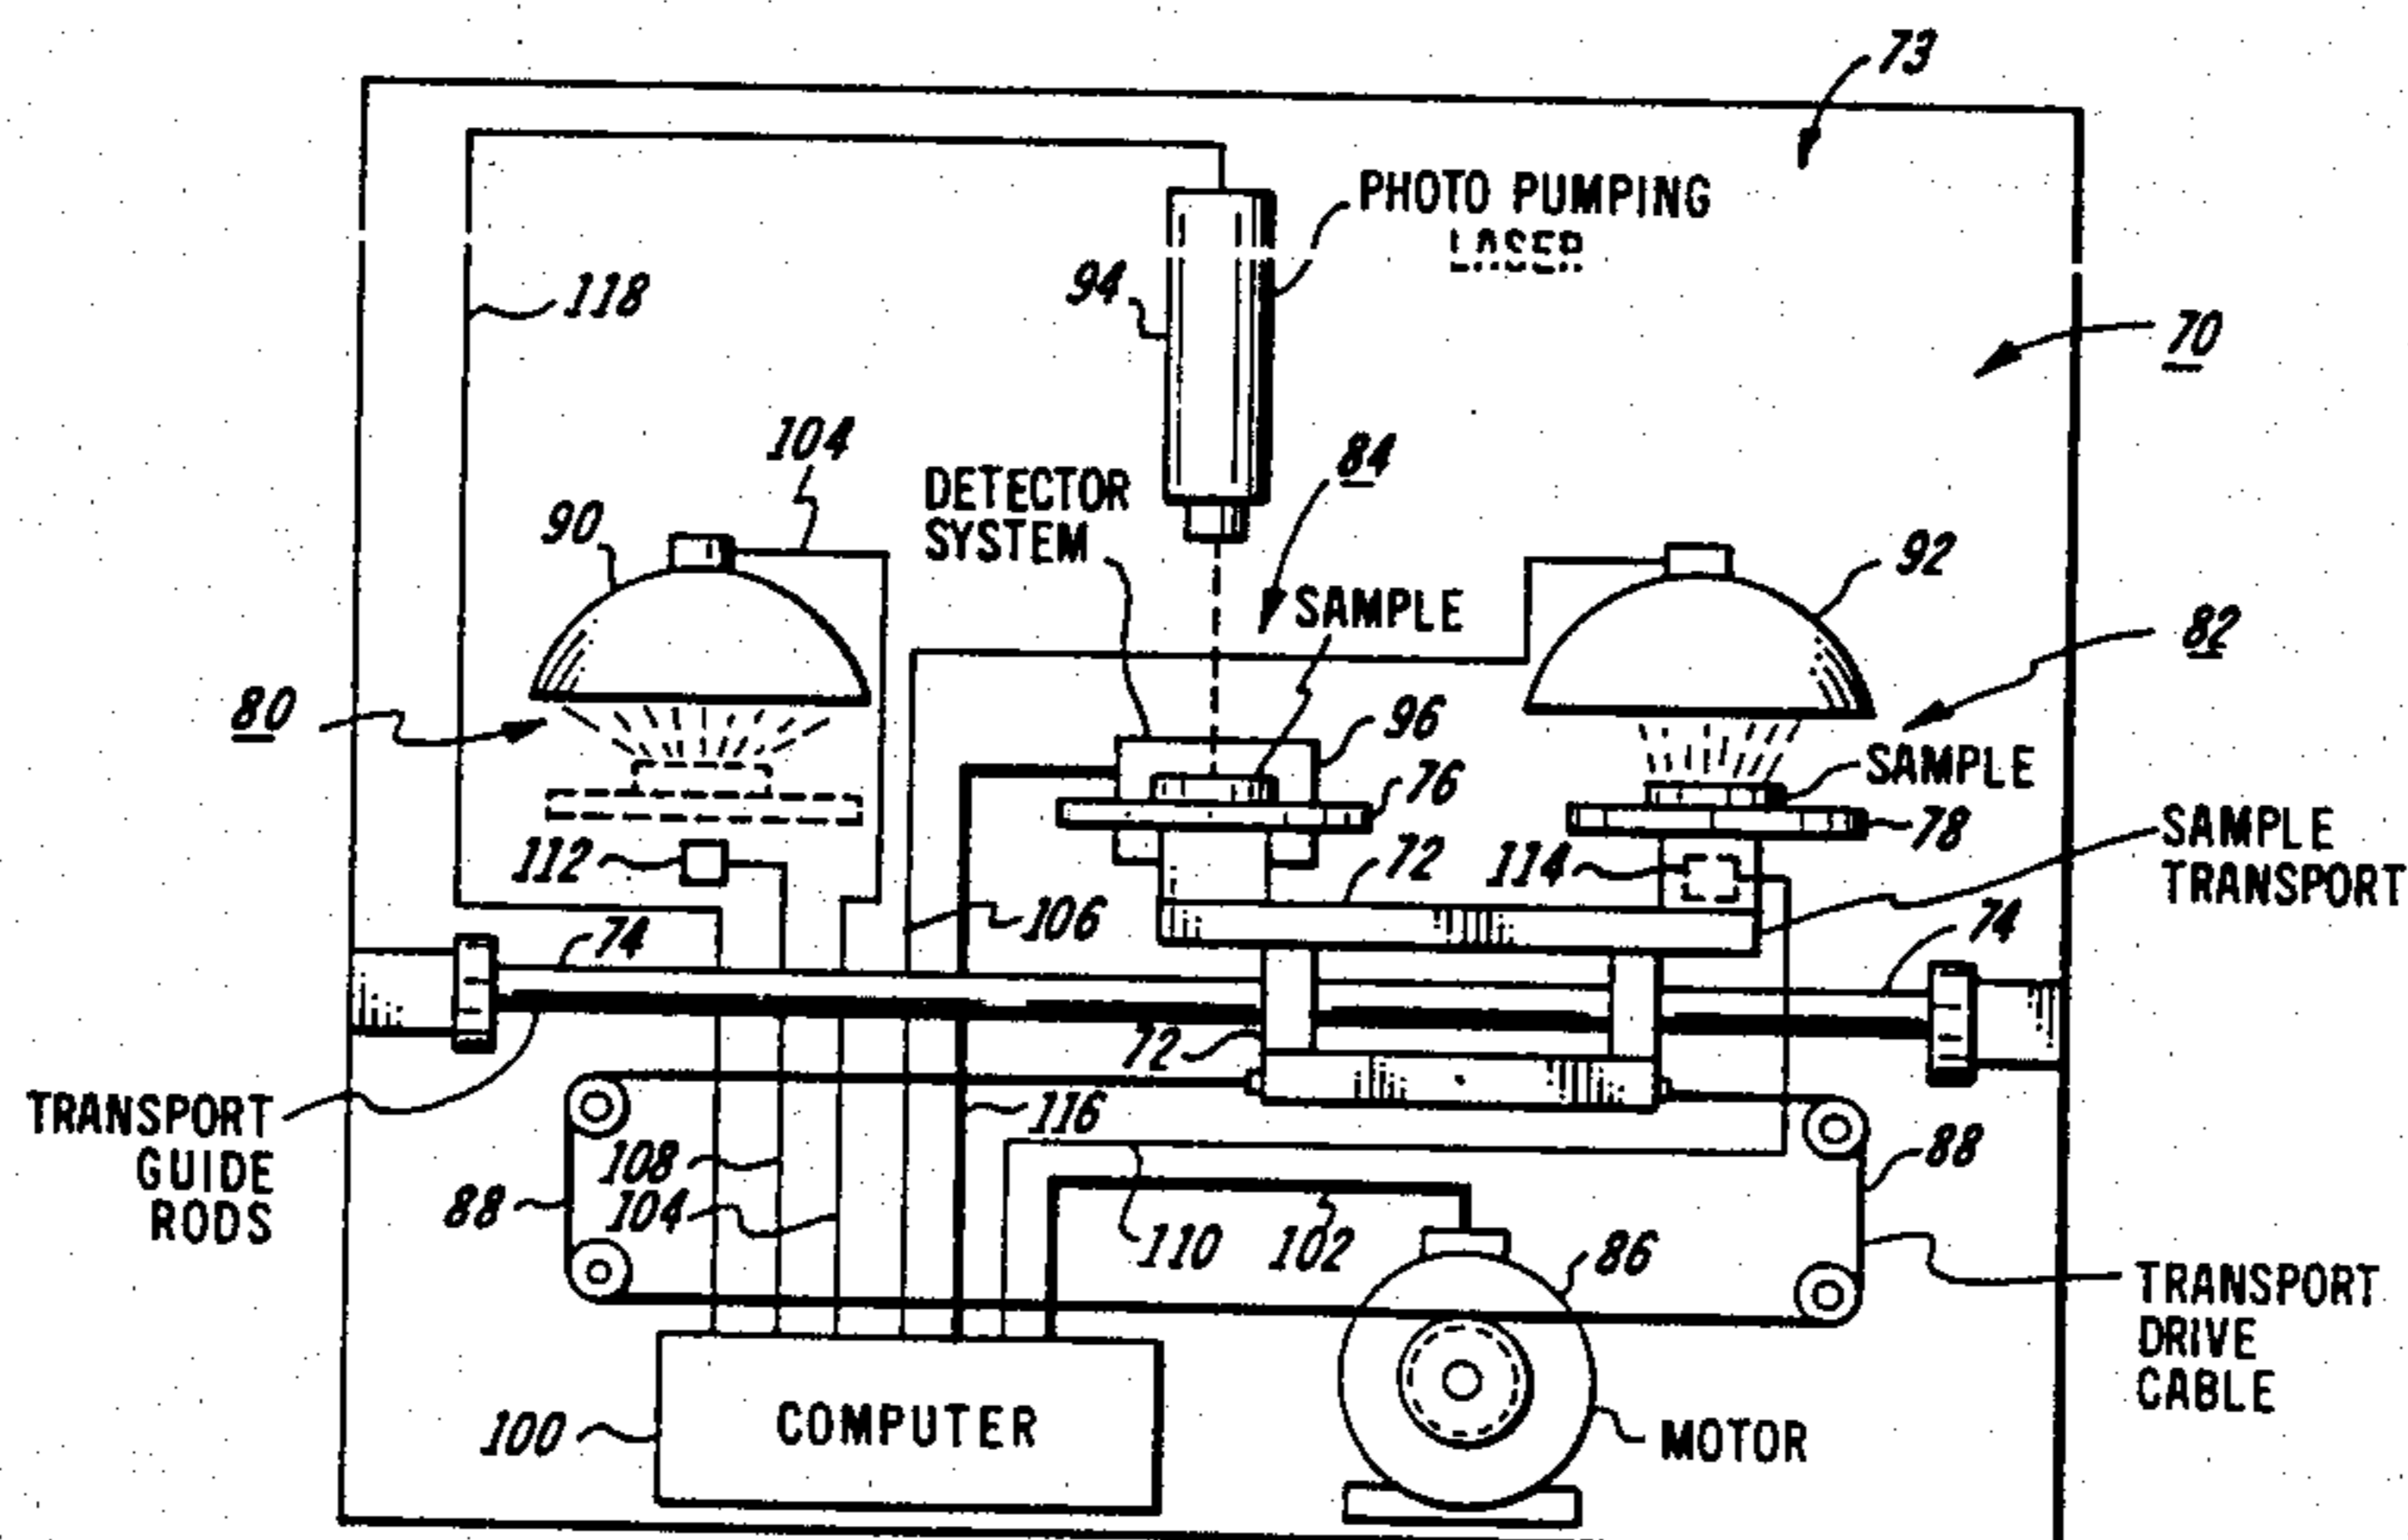 73
PHOTO PUMPING
LASER
118
94
70
104
84
DETECTOR
SYSTEM
90
92
SAMPLE
82
80
96
SAMPLE
76
78
SAMPLE
TRANSPORT
112
72
114
74
106
74
72
TRANSPORT
GUIDE
RODS
116
108
88
88
104
110
102
86
TRANSPORT
DRIVE
CABLE
100
COMPUTER
MOTOR